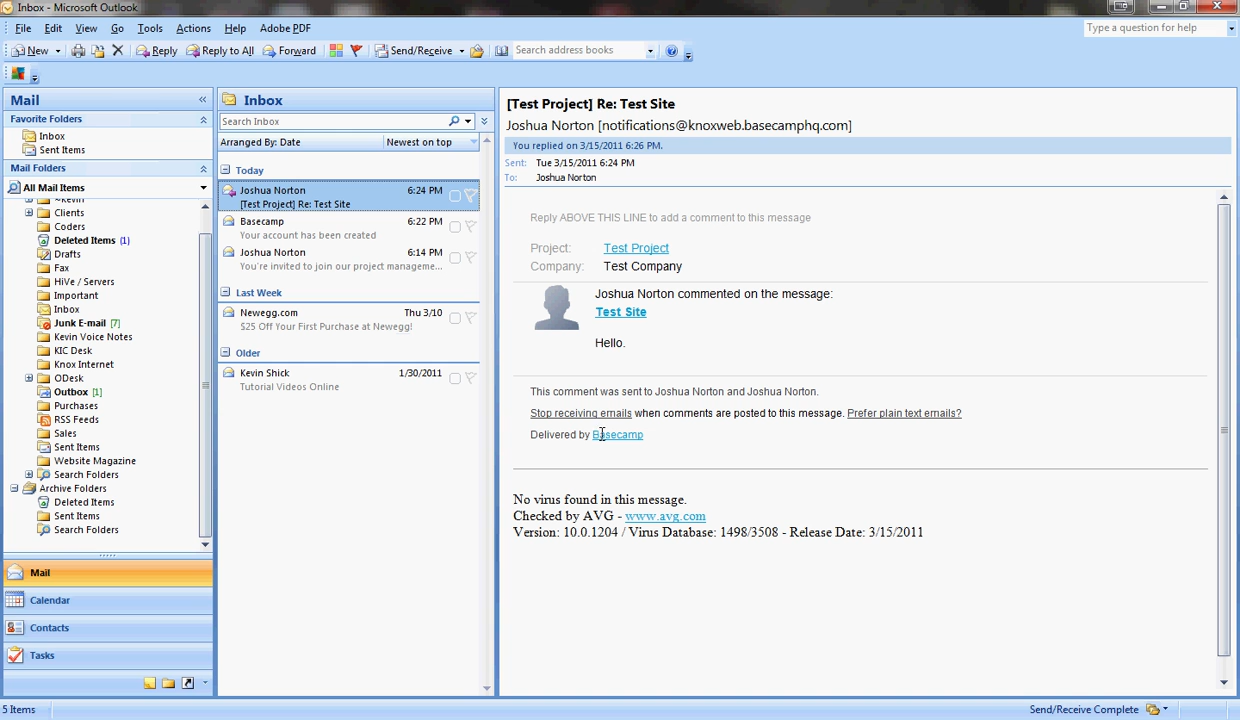 Inbox - Microsoft Outlook
File Edit View Go Tools Actions Help Adobe PDF
Type a question for help
New Reply Reply to All Forward Send/Receive Search address books
Mail
Favorite Folders
Inbox
Sent Items
Mail Folders
All Mail Items
~Kevin
Clients
Coders
Deleted Items (1)
Drafts
Fax
HiVe / Servers
Important
Inbox
Junk E-mail [7]
Kevin Voice Notes
KIC Desk
Knox Internet
ODesk
Outbox [1]
Purchases
RSS Feeds
Sales
Sent Items
Website Magazine
Search Folders
Archive Folders
Deleted Items
Sent Items
Search Folders
Mail
Calendar
Contacts
Tasks
Inbox
Search Inbox
Arranged By: Date Newest on top
Today
Joshua Norton 6:24 PM
[Test Project] Re: Test Site
Basecamp 6:22 PM
Your account has been created
Joshua Norton 6:14 PM
You're invited to join our project manageme...
Last Week
Newegg.com Thu 3/10
$25 Off Your First Purchase at Newegg!
Older
Kevin Shick 1/30/2011
Tutorial Videos Online
[Test Project] Re: Test Site
Joshua Norton [notifications@knoxweb.basecamphq.com]
You replied on 3/15/2011 6:26 PM.
Sent: Tue 3/15/2011 6:24 PM
To: Joshua Norton
Reply ABOVE THIS LINE to add a comment to this message
Project: Test Project
Company: Test Company
Joshua Norton commented on the message:
Test Site
Hello.
This comment was sent to Joshua Norton and Joshua Norton.
Stop receiving emails when comments are posted to this message. Prefer plain text emails?
Delivered by Basecamp
No virus found in this message.
Checked by AVG - www.avg.com
Version: 10.0.1204 / Virus Database: 1498/3508 - Release Date: 3/15/2011
5 Items
Send/Receive Complete